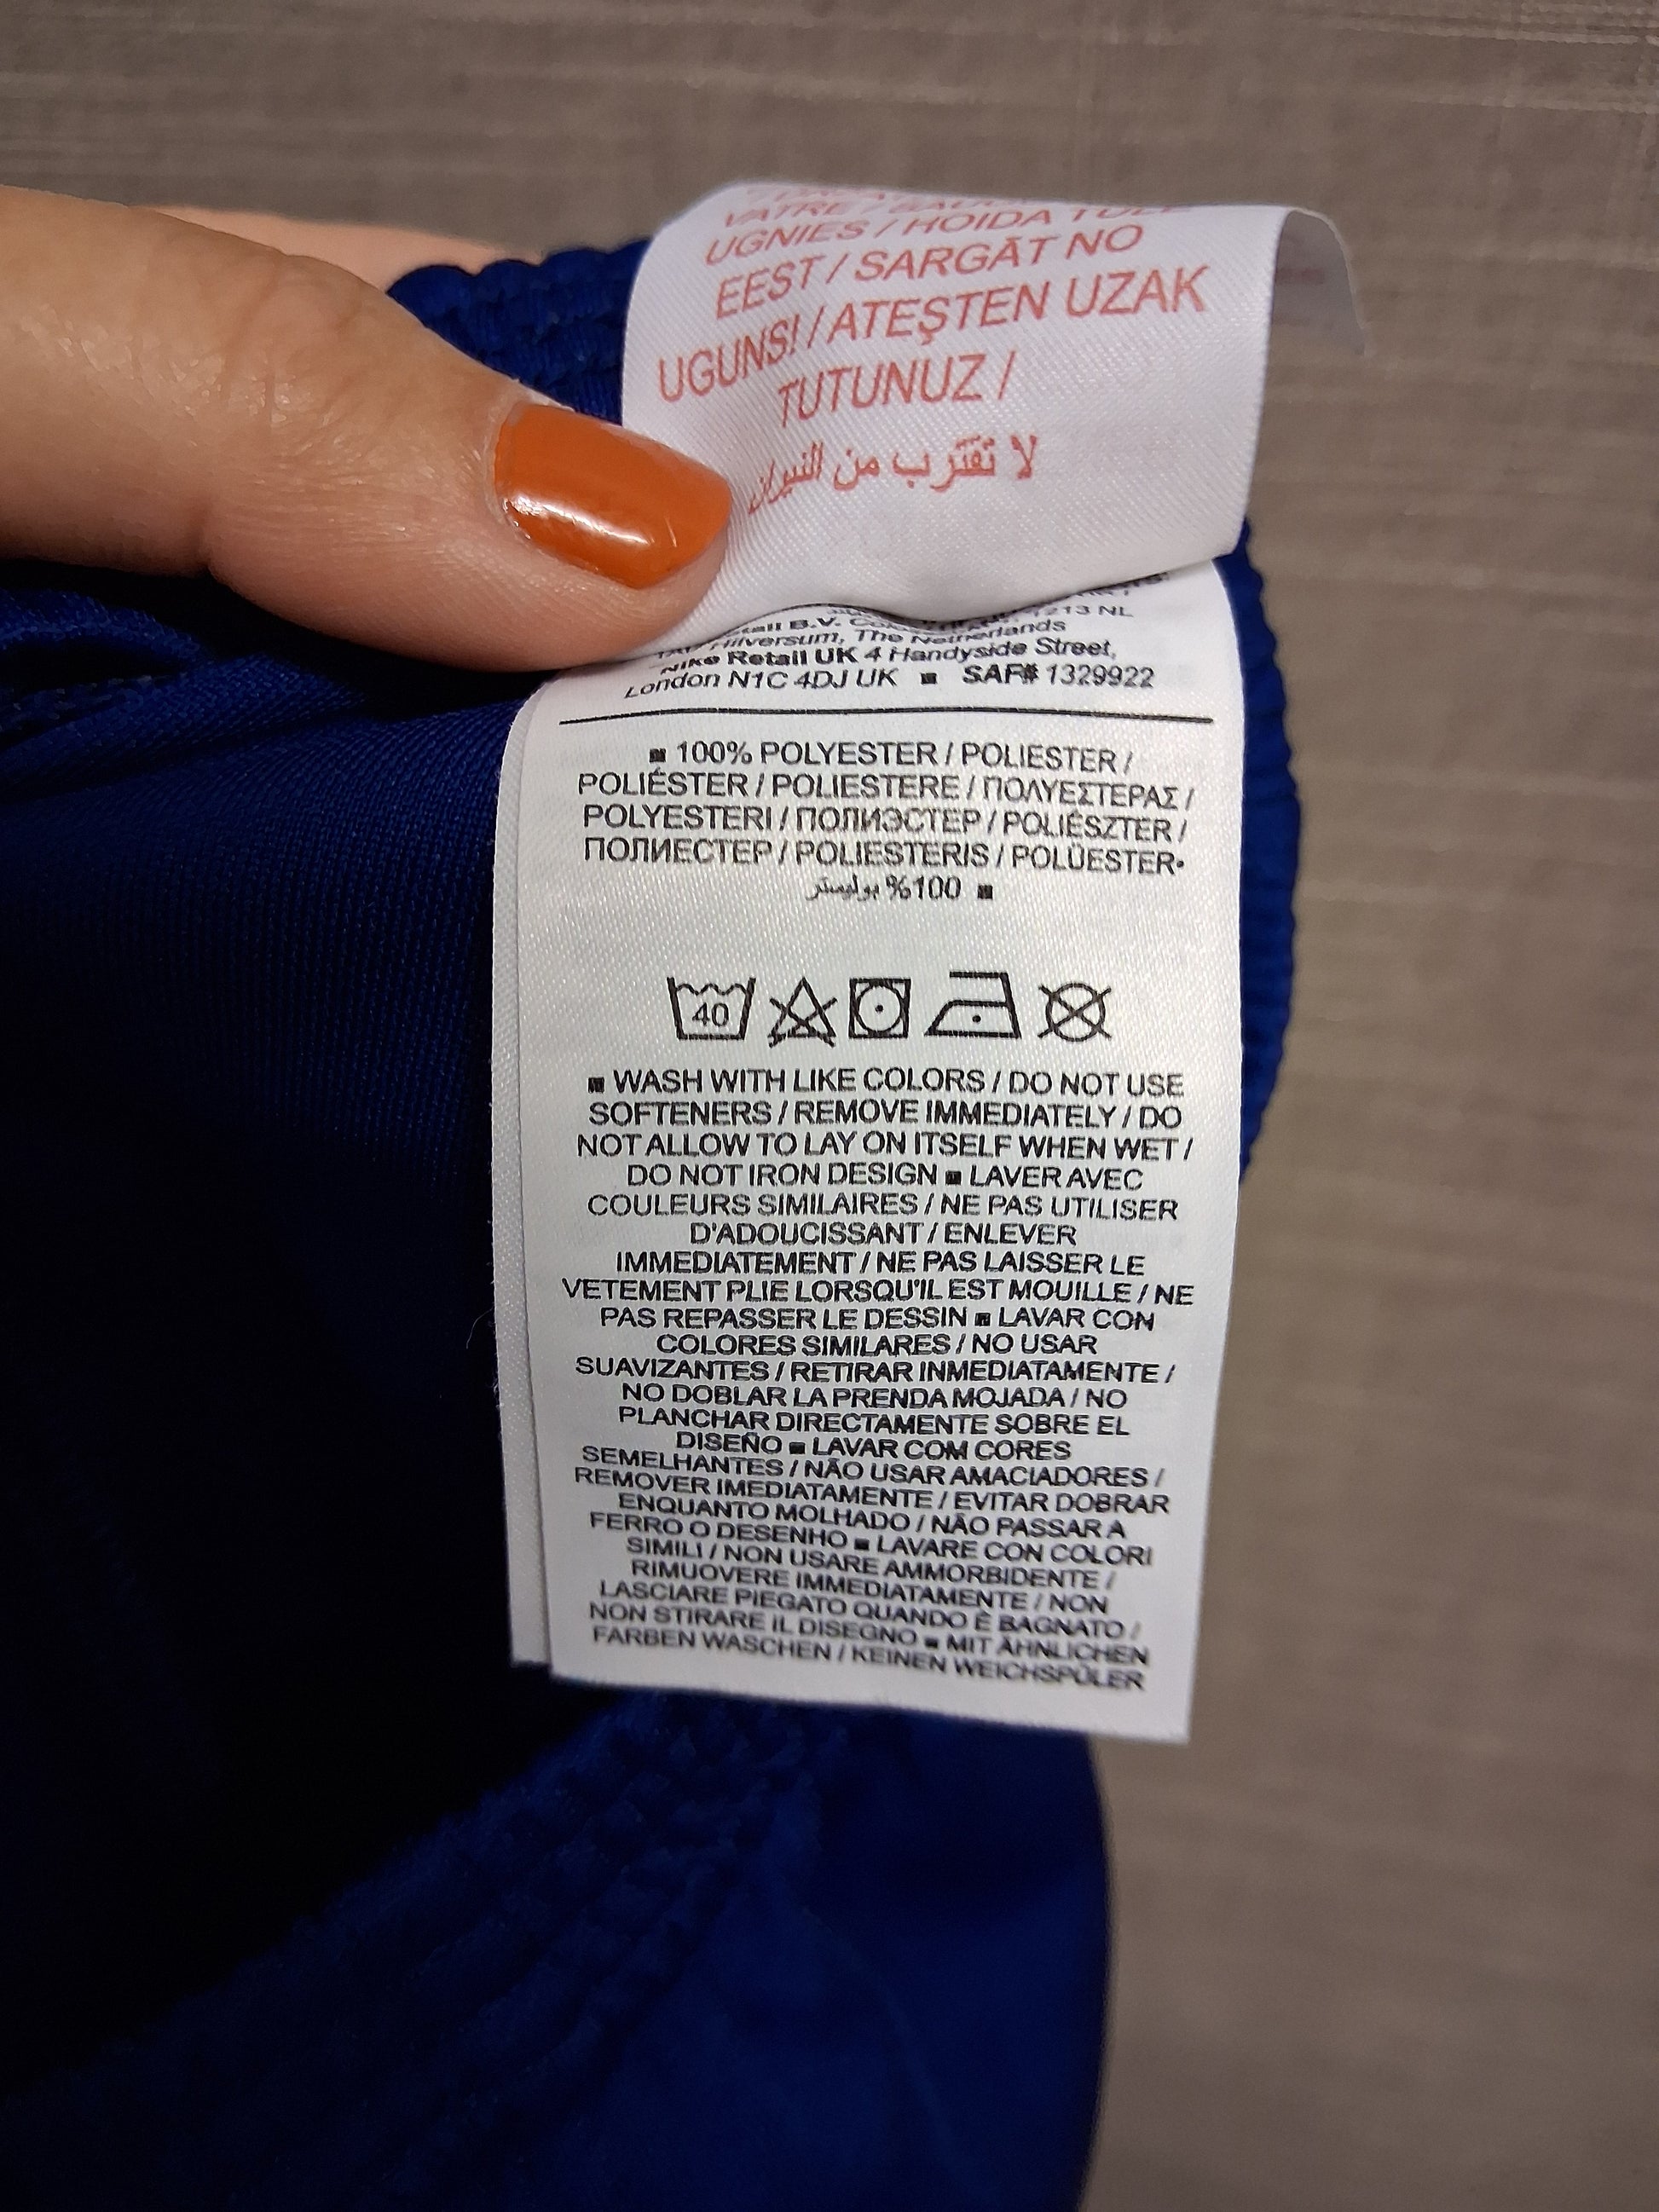 VATRE /
UGNIES / HOIDA TULE
EEST / SARGĀT NO
UGUNS! / ATEŞTEN UZAK
TUTUNUZ /
لا تقترب من النيران
1213 NL
Hilversum, The Netherlands
Nike Retail UK 4 Handyside Street,
London N1C 4DJ UK ■ SAF# 1329922
■ 100% POLYESTER / POLIESTER /
POLIÉSTER / POLIESTERE / ΠΟΛΥΕΣΤΕΡΑΣ /
POLYESTERI / ПОЛИЭСТЕР / POLIÉSZTER /
ПОЛИЕСТЕР / POLIESTERIS / POLÜESTER•
■ 100% بوليستر
40
■ WASH WITH LIKE COLORS / DO NOT USE
SOFTENERS / REMOVE IMMEDIATELY / DO
NOT ALLOW TO LAY ON ITSELF WHEN WET /
DO NOT IRON DESIGN ■ LAVER AVEC
COULEURS SIMILAIRES / NE PAS UTILISER
D'ADOUCISSANT / ENLEVER
IMMEDIATEMENT / NE PAS LAISSER LE
VETEMENT PLIE LORSQU'IL EST MOUILLE / NE
PAS REPASSER LE DESSIN ■ LAVAR CON
COLORES SIMILARES / NO USAR
SUAVIZANTES / RETIRAR INMEDIATAMENTE /
NO DOBLAR LA PRENDA MOJADA / NO
PLANCHAR DIRECTAMENTE SOBRE EL
DISEÑO ■ LAVAR COM CORES
SEMELHANTES / NÃO USAR AMACIADORES /
REMOVER IMEDIATAMENTE / EVITAR DOBRAR
ENQUANTO MOLHADO / NÃO PASSAR A
FERRO O DESENHO ■ LAVARE CON COLORI
SIMILI / NON USARE AMMORBIDENTE /
RIMUOVERE IMMEDIATAMENTE / NON
LASCIARE PIEGATO QUANDO È BAGNATO /
NON STIRARE IL DISEGNO ■ MIT ÄHNLICHEN
FARBEN WASCHEN / KEINEN WEICHSPÜLER